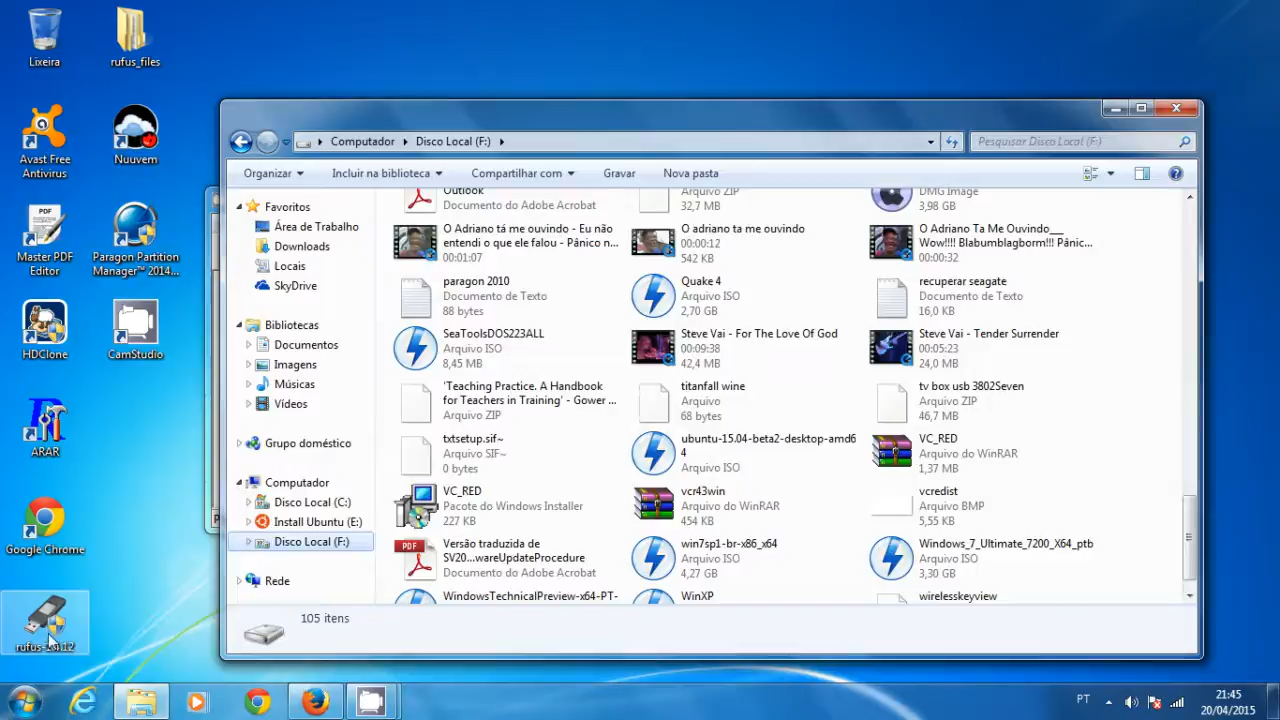 Lixeira
rufus_files
Avast Free
Antivirus
Nuuvem
PDF
Master PDF
Editor
Paragon Partition
Manager™ 2014...
HDClone
CamStudio
ARAR
Google Chrome
Computador
Disco Local (F:)
Pesquisar Disco Local (F:)
Organizar
Incluir na biblioteca
Compartilhar com
Gravar
Nova pasta
Favoritos
Área de Trabalho
Downloads
Locais
SkyDrive
Bibliotecas
Documentos
Imagens
Músicas
Vídeos
Grupo doméstico
Computador
Disco Local (C:)
Install Ubuntu (E:)
Disco Local (F:)
Rede
Outlook
Documento do Adobe Acrobat
Arquivo ZIP
32,7 MB
DMG Image
3,98 GB
O Adriano tá me ouvindo - Eu não
entendi o que ele falou - Pânico n...
00:01:07
O adriano ta me ouvindo
00:00:12
542 KB
O Adriano Ta Me Ouvindo___
Wow!!!! Blabumblagborm!!! Pânic...
00:00:32
paragon 2010
Documento de Texto
88 bytes
Quake 4
Arquivo ISO
2,70 GB
recuperar seagate
Documento de Texto
16,0 KB
SeaToolsDOS223ALL
Arquivo ISO
8,45 MB
Steve Vai - For The Love Of God
00:09:38
42,4 MB
Steve Vai - Tender Surrender
00:05:23
24,0 MB
'Teaching Practice. A Handbook
for Teachers in Training' - Gower ...
Arquivo ZIP
titanfall wine
Arquivo
68 bytes
tv box usb 3802Seven
Arquivo ZIP
46,7 MB
txtsetup.sif~
Arquivo SIF~
0 bytes
ubuntu-15.04-beta2-desktop-amd6
4
Arquivo ISO
VC_RED
Arquivo do WinRAR
1,37 MB
VC_RED
Pacote do Windows Installer
227 KB
vcr43win
Arquivo do WinRAR
454 KB
vcredist
Arquivo BMP
5,55 KB
PDF
Versão traduzida de
SV20...wareUpdateProcedure
Documento do Adobe Acrobat
win7sp1-br-x86_x64
Arquivo ISO
4,27 GB
Windows_7_Ultimate_7200_X64_ptb
Arquivo ISO
3,30 GB
WindowsTechnicalPreview-x64-PT-
WinXP
wirelesskeyview
105 itens
PT
21:45
20/04/2015